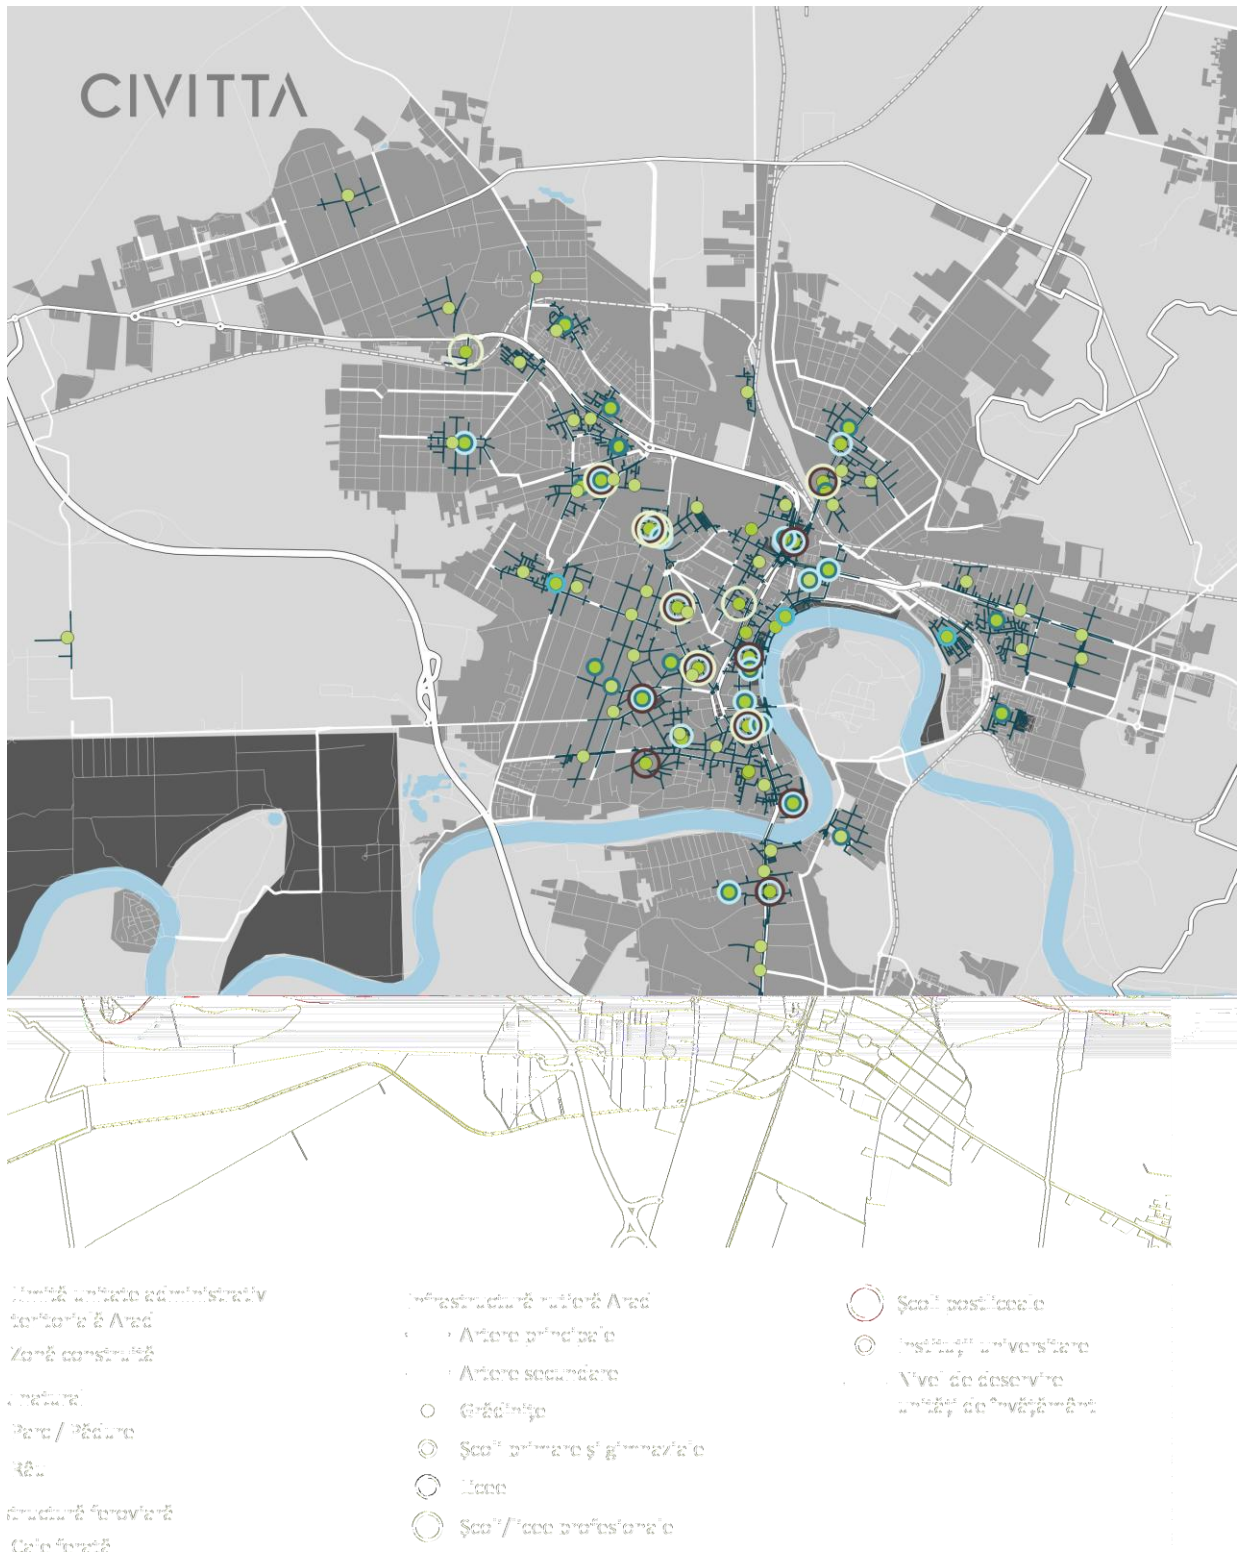 CIVITTA
Limită unitate administrativ
teritorială Arad
Zonă construită
natural
Parc / Pădure
Râu
Cale ferată
Infrastructură rutieră Arad
Artere principale
Artere secundare
Grădinițe
Școli primare și gimnaziale
Licee
Școli/licee profesionale
Școli postliceale
Instituții universitare
Nivel de deservire
unități de învățământ